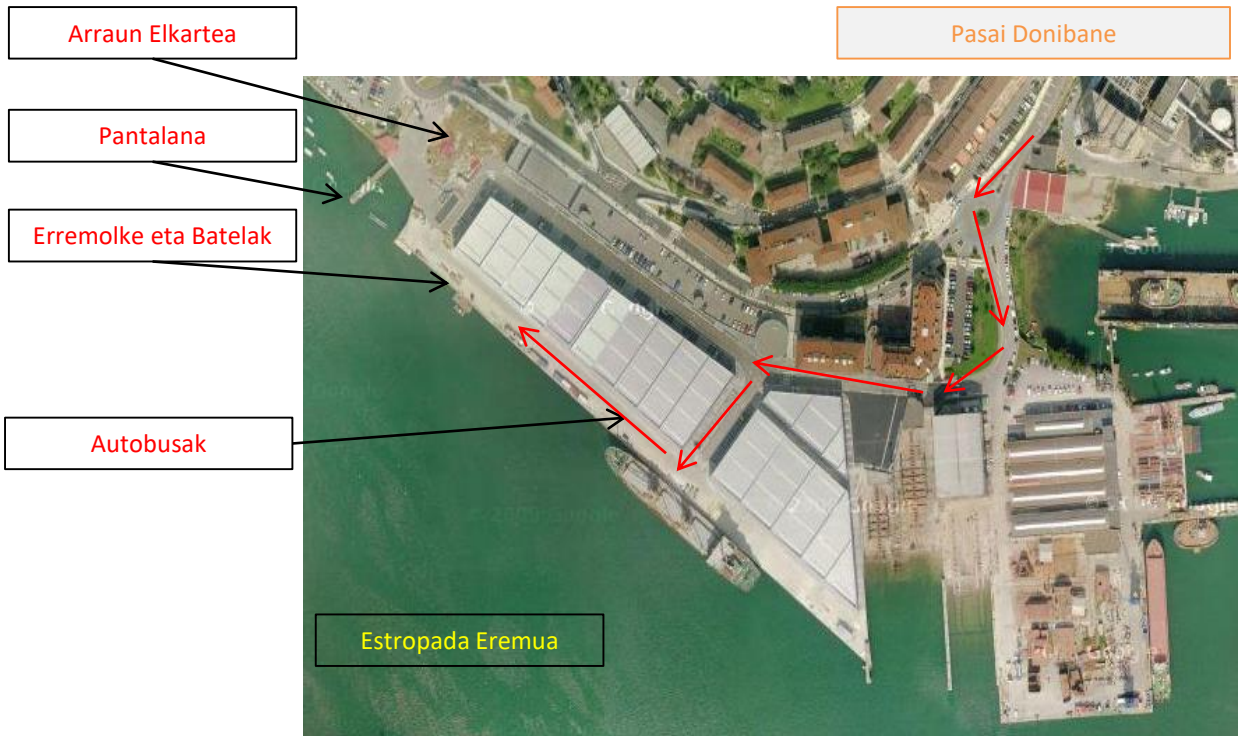 Arraun Elkartea
Pasai Donibane
Pantalana
Erremolke eta Batelak
Autobusak
Estropada Eremua